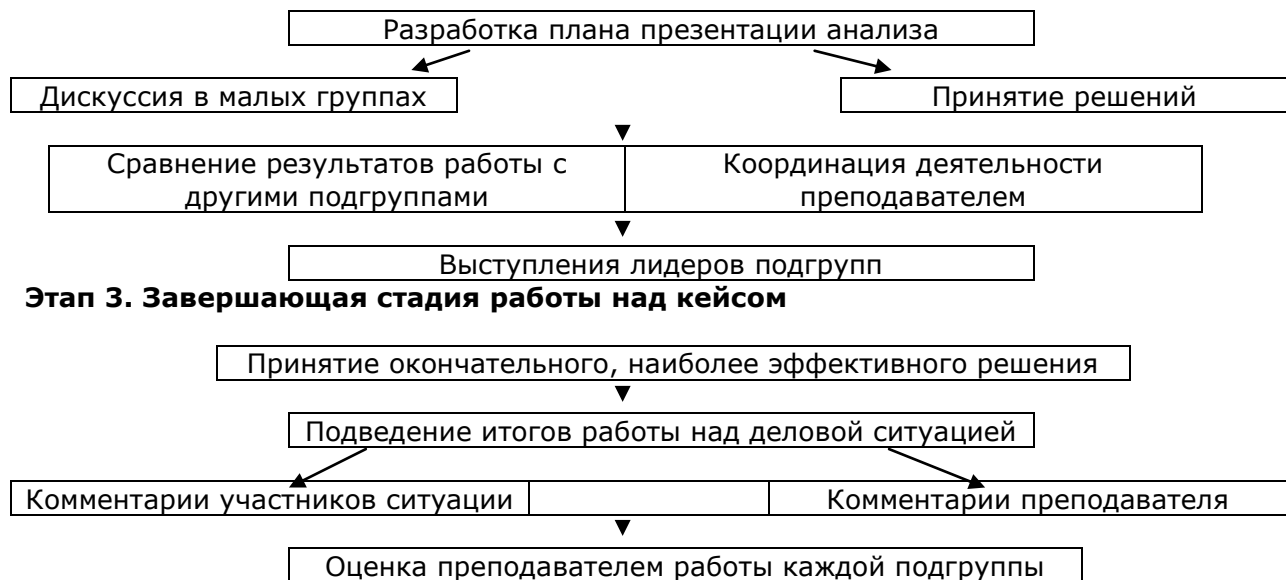 Разработка плана презентации анализа
Дискуссия в малых группах
Принятие решений
Сравнение результатов работы с
другими подгруппами
Координация деятельности
преподавателем
Выступления лидеров подгрупп
Этап 3. Завершающая стадия работы над кейсом
Принятие окончательного, наиболее эффективного решения
Подведение итогов работы над деловой ситуацией
Комментарии участников ситуации
Комментарии преподавателя
Оценка преподавателем работы каждой подгруппы